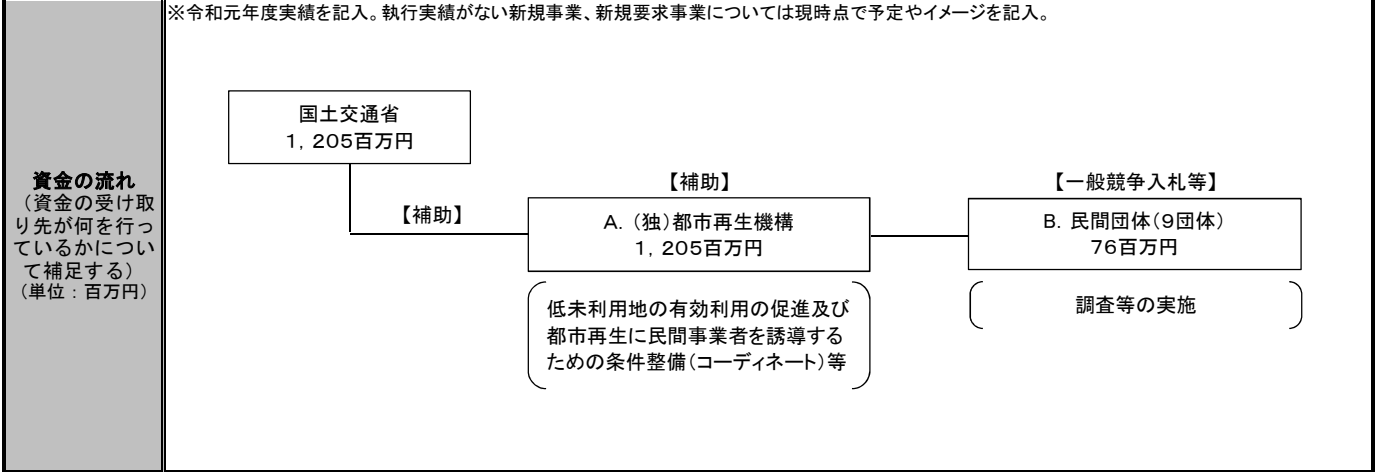 ※令和元年度実績を記入。執行実績がない新規事業、新規要求事業については現時点で予定やイメージを記入。
資金の流れ
（資金の受け取
り先が何を行っ
ているかについ
て補足する）
（単位：百万円）
国土交通省
１，２０５百万円
【補助】
【補助】
A．（独）都市再生機構
１，２０５百万円
低未利用地の有効利用の促進及び
都市再生に民間事業者を誘導する
ための条件整備（コーディネート）等
【一般競争入札等】
B．民間団体（９団体）
７６百万円
調査等の実施